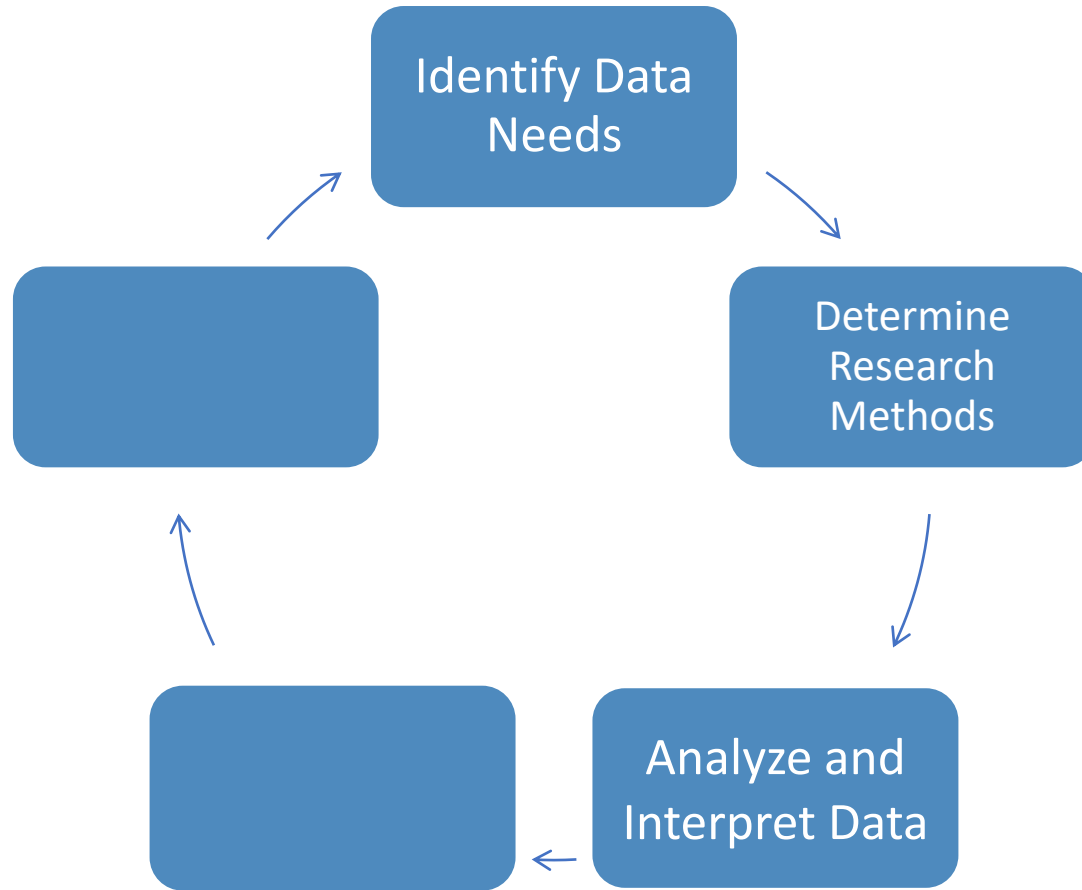 Identify Data
Needs
Determine
Research
Methods
Analyze and
Interpret Data